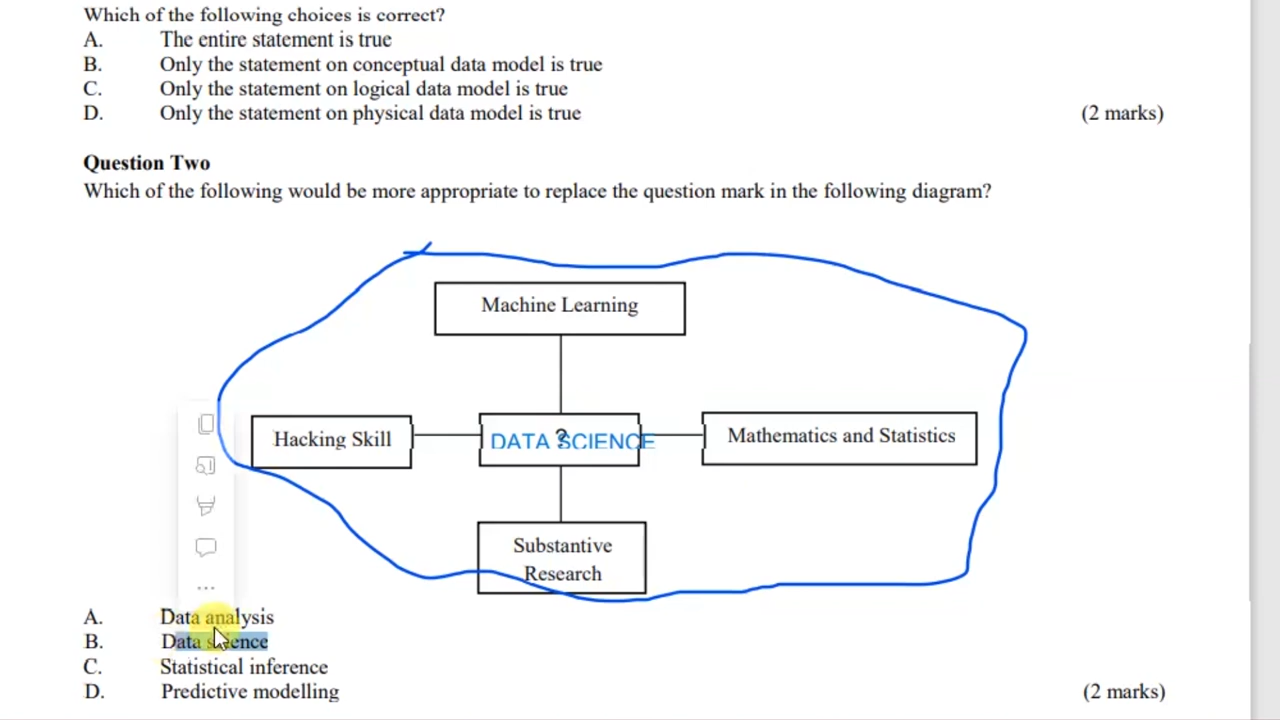 Which of the following choices is correct?
A. The entire statement is true
B. Only the statement on conceptual data model is true
C. Only the statement on logical data model is true
D. Only the statement on physical data model is true (2 marks)
Question Two
Which of the following would be more appropriate to replace the question mark in the following diagram?
Machine Learning
Hacking Skill
?
DATA SCIENCE
Mathematics and Statistics
Substantive
Research
A. Data analysis
B. Data science
C. Statistical inference
D. Predictive modelling (2 marks)